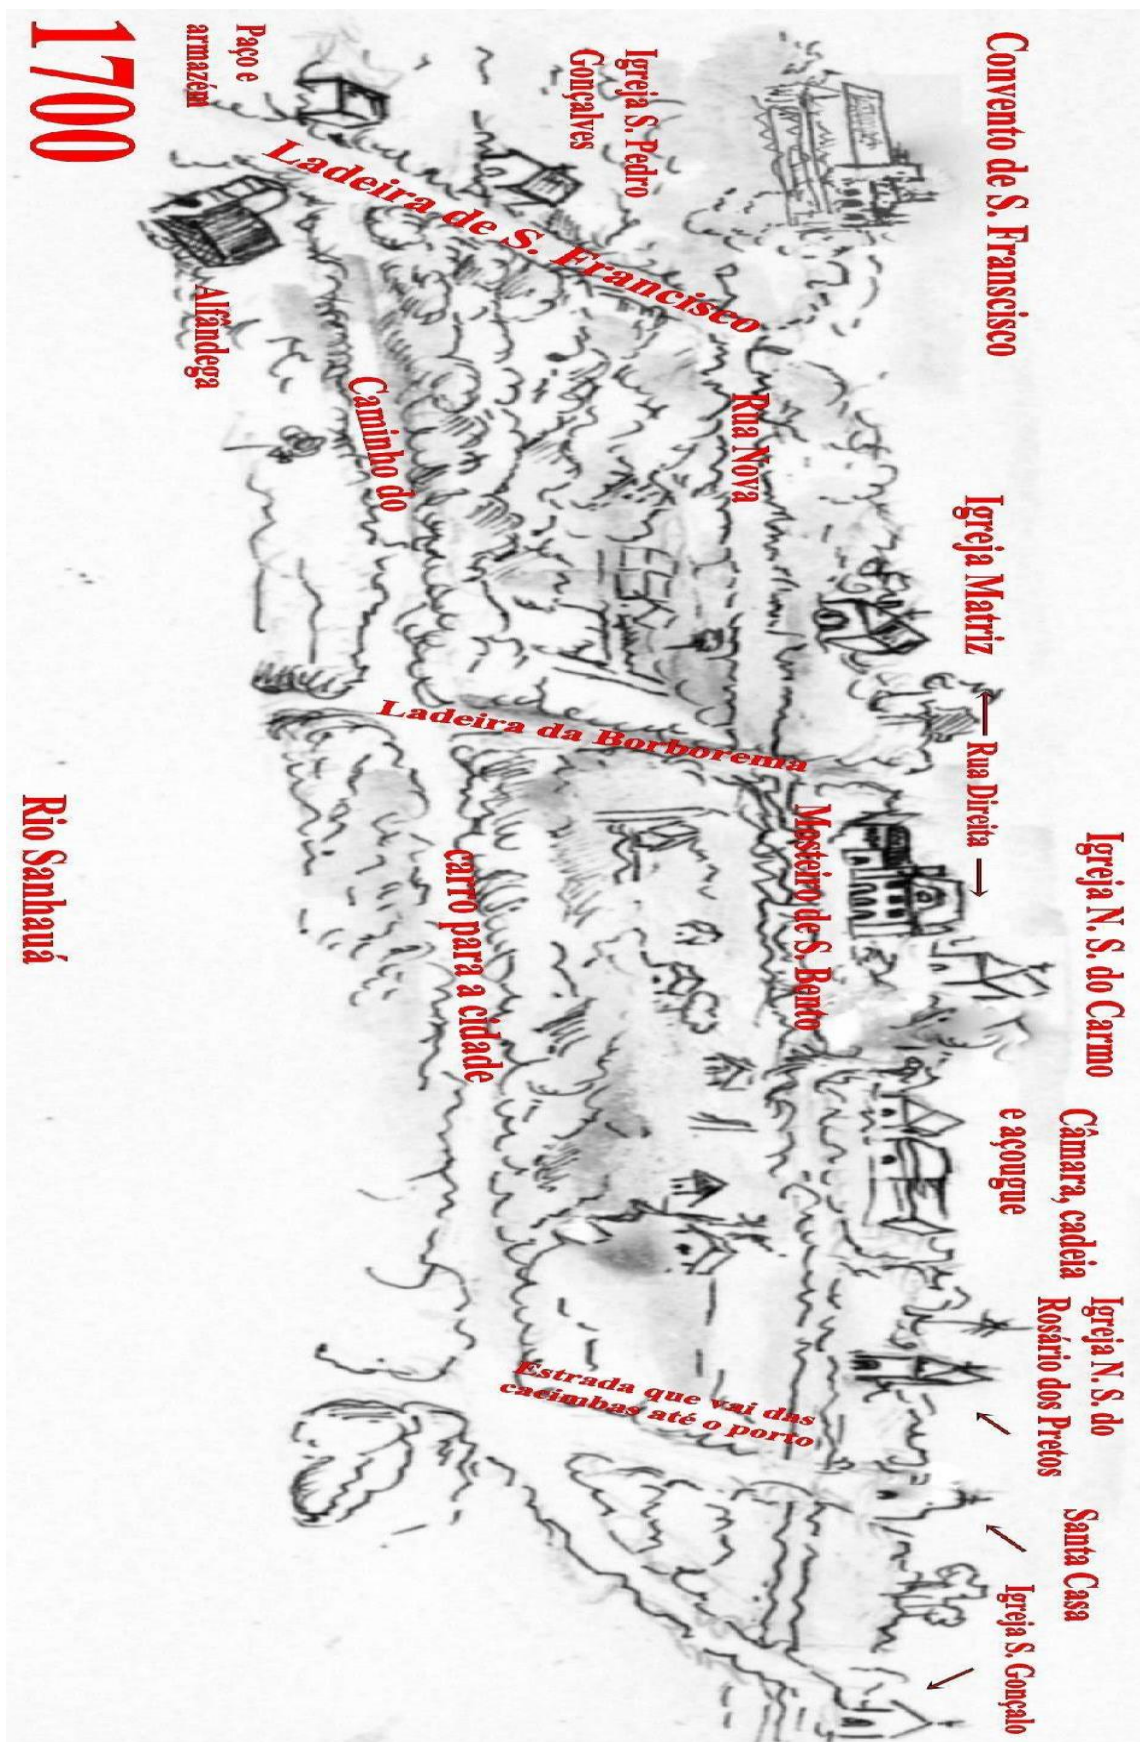 Convento de S. Franscisco
Igreja Matriz
Rua Direita
Igreja N. S. do Carmo
Câmara, cadeia
e açougue
Igreja N. S. do
Rosário dos Pretos
Santa Casa
Igreja S. Gonçalo
Igreja S. Pedro
Gonçalves
Rua Nova
Mosteiro de S. Bento
Ladeira de S. Francisco
Ladeira da Borborema
Estrada que vai das
cacimbas até o porto
Paço e
armazém
Alfândega
Caminho do
carro para a cidade
1700
Rio Sanhauá